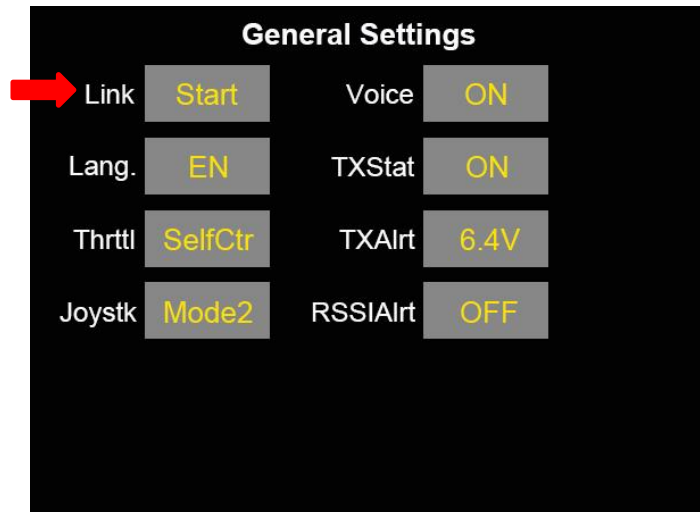 General Settings
Link Start Voice ON
Lang. EN TXStat ON
Thrttl SelfCtr TXAlrt 6.4V
Joystk Mode2 RSSIAlrt OFF